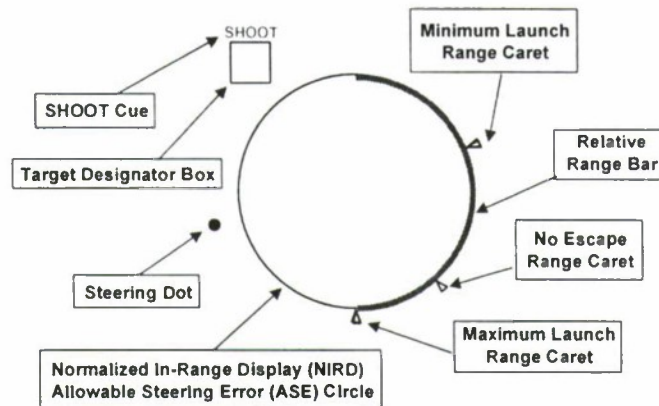 SHOOT
Minimum Launch
Range Caret
SHOOT Cue
Relative
Range Bar
Target Designator Box
No Escape
Range Caret
Steering Dot
Maximum Launch
Range Caret
Normalized In-Range Display (NIRD)
Allowable Steering Error (ASE) Circle